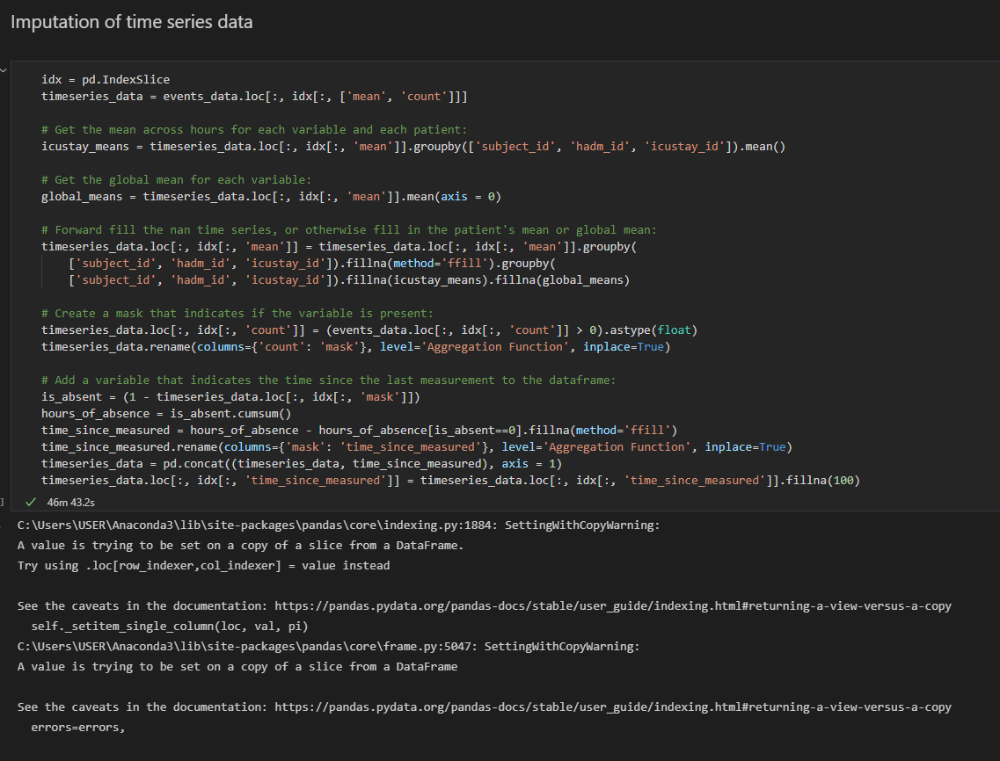 Imputation of time series data
idx = pd.IndexSlice
timeseries_data = events_data.loc[:, idx[:, ['mean', 'count']]]
# Get the mean across hours for each variable and each patient:
icustay_means = timeseries_data.loc[:, idx[:, 'mean']].groupby(['subject_id', 'hadm_id', 'icustay_id']).mean()
# Get the global mean for each variable:
global_means = timeseries_data.loc[:, idx[:, 'mean']].mean(axis = 0)
# Forward fill the nan time series, or otherwise fill in the patient's mean or global mean:
timeseries_data.loc[:, idx[:, 'mean']] = timeseries_data.loc[:, idx[:, 'mean']].groupby(
    ['subject_id', 'hadm_id', 'icustay_id']).fillna(method='ffill').groupby(
    ['subject_id', 'hadm_id', 'icustay_id']).fillna(icustay_means).fillna(global_means)
# Create a mask that indicates if the variable is present:
timeseries_data.loc[:, idx[:, 'count']] = (events_data.loc[:, idx[:, 'count']] > 0).astype(float)
timeseries_data.rename(columns={'count': 'mask'}, level='Aggregation Function', inplace=True)
# Add a variable that indicates the time since the last measurement to the dataframe:
is_absent = (1 - timeseries_data.loc[:, idx[:, 'mask']])
hours_of_absence = is_absent.cumsum()
time_since_measured = hours_of_absence - hours_of_absence[is_absent==0].fillna(method='ffill')
time_since_measured.rename(columns={'mask': 'time_since_measured'}, level='Aggregation Function', inplace=True)
timeseries_data = pd.concat((timeseries_data, time_since_measured), axis = 1)
timeseries_data.loc[:, idx[:, 'time_since_measured']] = timeseries_data.loc[:, idx[:, 'time_since_measured']].fillna(100)
] ✓ 46m 43.2s
C:\Users\USER\Anaconda3\lib\site-packages\pandas\core\indexing.py:1884: SettingWithCopyWarning:
A value is trying to be set on a copy of a slice from a DataFrame.
Try using .loc[row_indexer,col_indexer] = value instead
See the caveats in the documentation: https://pandas.pydata.org/pandas-docs/stable/user_guide/indexing.html#returning-a-view-versus-a-copy
  self._setitem_single_column(loc, val, pi)
C:\Users\USER\Anaconda3\lib\site-packages\pandas\core\frame.py:5047: SettingWithCopyWarning:
A value is trying to be set on a copy of a slice from a DataFrame
See the caveats in the documentation: https://pandas.pydata.org/pandas-docs/stable/user_guide/indexing.html#returning-a-view-versus-a-copy
  errors=errors,